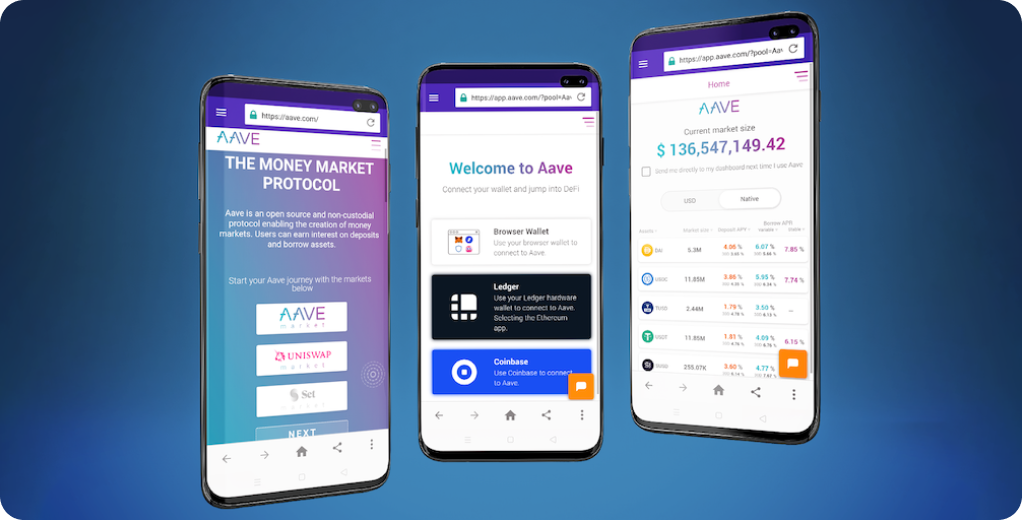 https://aave.com/
AAVE
THE MONEY MARKET
PROTOCOL
Aave is an open source and non-custodial
protocol enabling the creation of money
markets. Users can earn interest on deposits
and borrow assets.
Start your Aave journey with the markets
below
AAVE
market
UNISWAP
market
Set
market
NEXT
https://app.aave.com/?pool=Aav
Welcome to Aave
Connect your wallet and jump into DeFi
Browser Wallet
Use your browser wallet to
connect to Aave.
Ledger
Use your Ledger hardware
wallet to connect to Aave.
Selecting the Ethereum
app.
Coinbase
Use Coinbase to connect
to Aave.
https://app.aave.com/?pool=Aav
Home
AAVE
Current market size
$ 136,547,149.42
Send me directly to my dashboard next time I use Aave
USD Native
Assets Market size Deposit APY Borrow APR
variable stable
DAI 5.3M 4.06 % 6.07 % 7.85 %
USDC 11.85M 3.86 % 5.95 % 7.74 %
TUSD 2.44M 1.79 % 3.50 % —
USDT 11.85M 1.81 % 4.09 % 6.15 %
255.07K 3.60 % 4.77 %